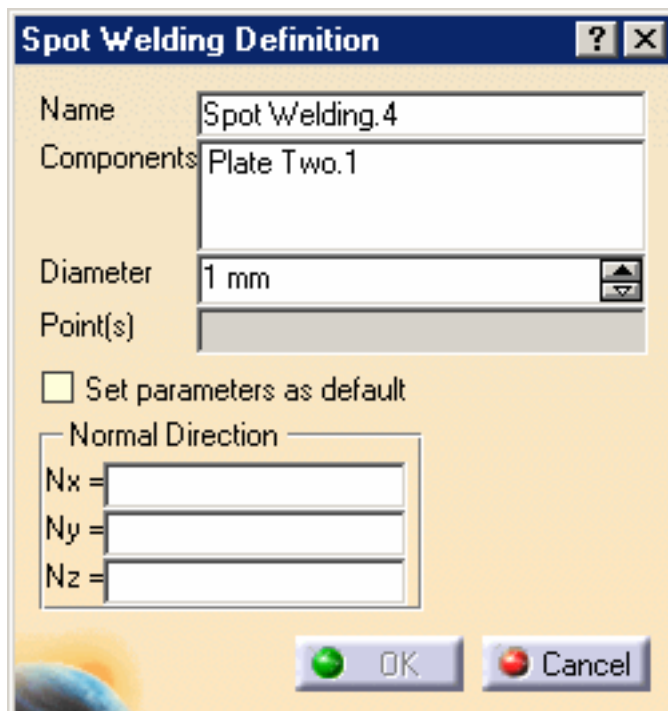 Spot Welding Definition ? X
Name Spot Welding.4
Components Plate Two.1
Diameter 1 mm
Point(s)
Set parameters as default
Normal Direction
Nx =
Ny =
Nz =
OK Cancel